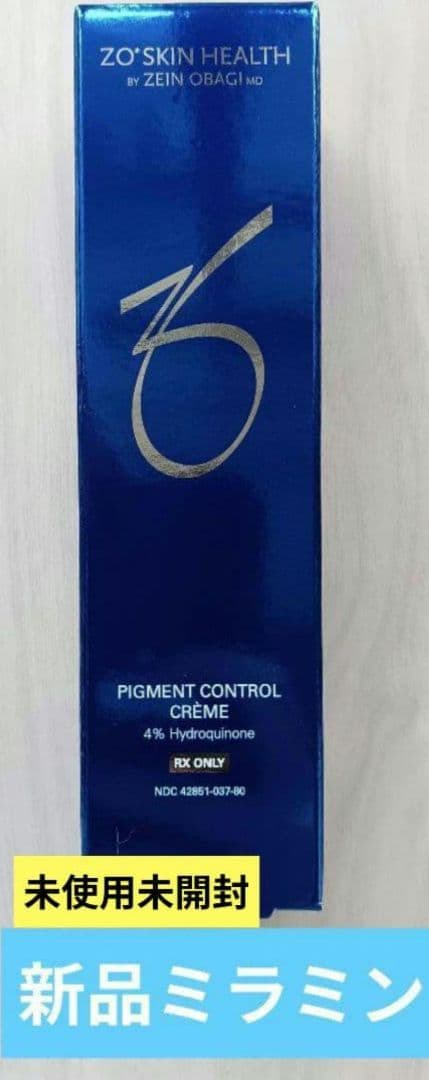 ZO® SKIN HEALTH
BY ZEIN OBAGI MD
PIGMENT CONTROL
CRÈME
4% Hydroquinone
RX ONLY
NDC 42851-037-80
未使用未開封
新品ミラミン